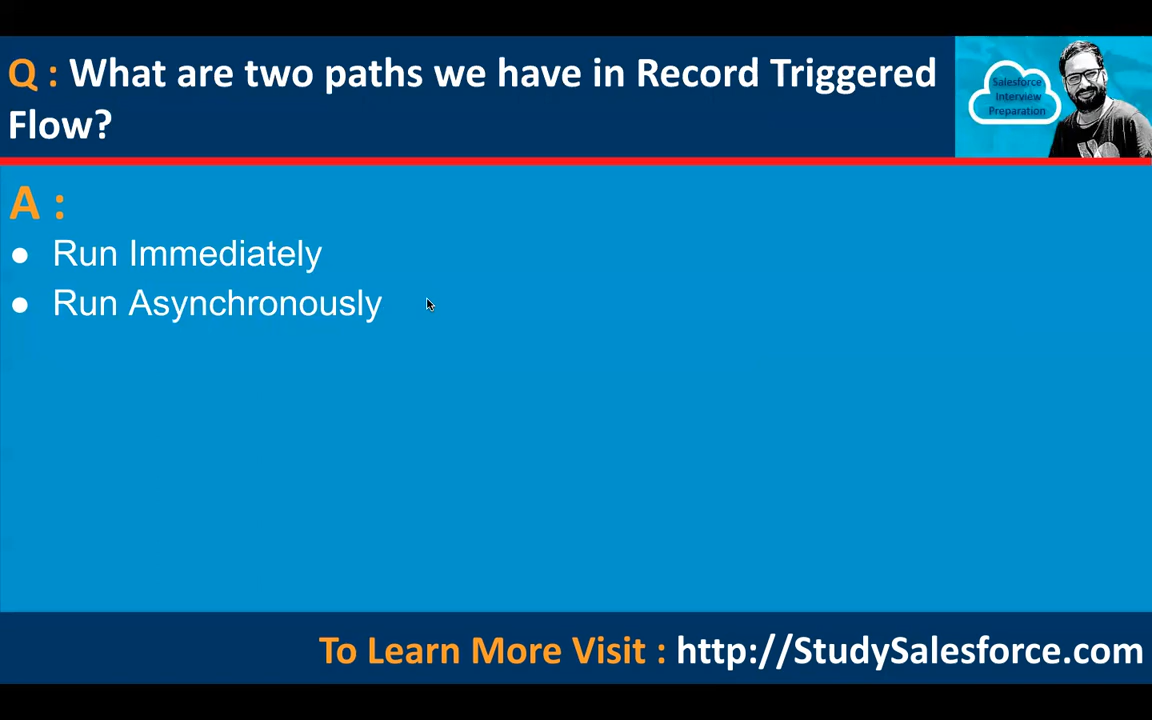 Q : What are two paths we have in Record Triggered
Flow?
Salesforce
Interview
Preparation
A :
● Run Immediately
● Run Asynchronously
To Learn More Visit : http://StudySalesforce.com